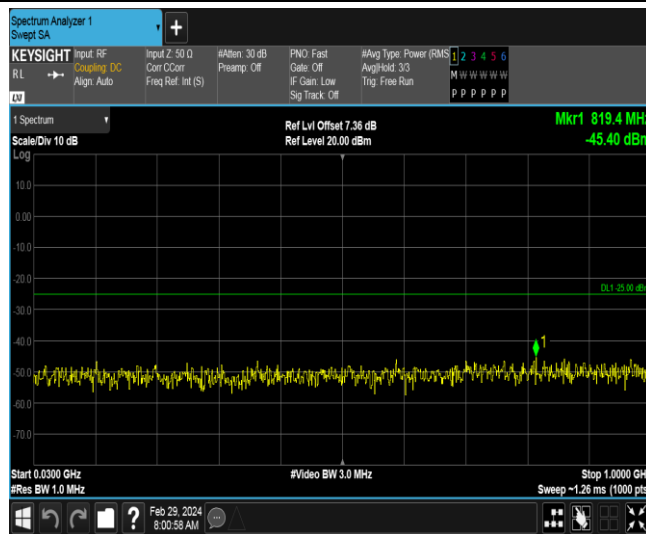 Spectrum Analyzer 1
Swept SA
+
KEYSIGHT
RL
LXI
Input: RF
Coupling: DC
Align: Auto
Input Z: 50 Ω
Corr CCorr
Freq Ref: Int (S)
#Atten: 30 dB
Preamp: Off
PNO: Fast
Gate: Off
IF Gain: Low
Sig Track: Off
#Avg Type: Power (RMS
Avg|Hold: 3/3
Trig: Free Run
1 2 3 4 5 6
M W W W W W
P P P P P P
1 Spectrum
Scale/Div 10 dB
Log
Ref Lvl Offset 7.36 dB
Ref Level 20.00 dBm
Mkr1 819.4 MHz
-45.40 dBm
10.0
0.00
-10.0
-20.0
DL1 -25.00 dBm
-30.0
-40.0
1
-50.0
-60.0
-70.0
Start 0.0300 GHz
#Res BW 1.0 MHz
#Video BW 3.0 MHz
Stop 1.0000 GHz
Sweep ~1.26 ms (1000 pts)
?
Feb 29, 2024
8:00:58 AM